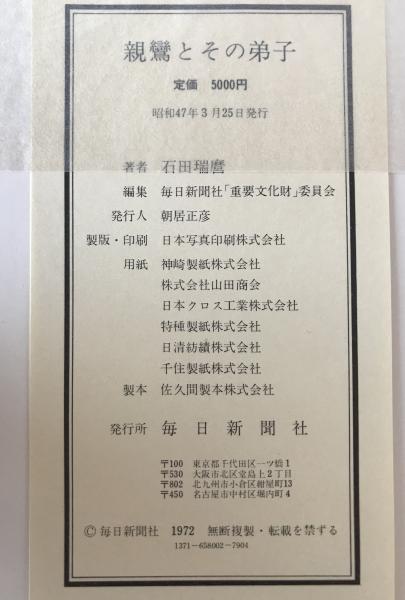 親鸞とその弟子
定価 5000円
昭和47年3月25日発行
著者 石田瑞麿
編集 毎日新聞社「重要文化財」委員会
発行人 朝居正彦
製版・印刷 日本写真印刷株式会社
用紙 神崎製紙株式会社
株式会社山田商会
日本クロス工業株式会社
特種製紙株式会社
日清紡績株式会社
千住製紙株式会社
製本 佐久間製本株式会社
発行所 毎日新聞社
〒100 東京都千代田区一ツ橋1
〒530 大阪市北区堂島上2丁目
〒802 北九州市小倉区紺屋町13
〒450 名古屋市中村区堀内町4
© 毎日新聞社 1972 無断複製・転載を禁ずる
1371-658002-7904